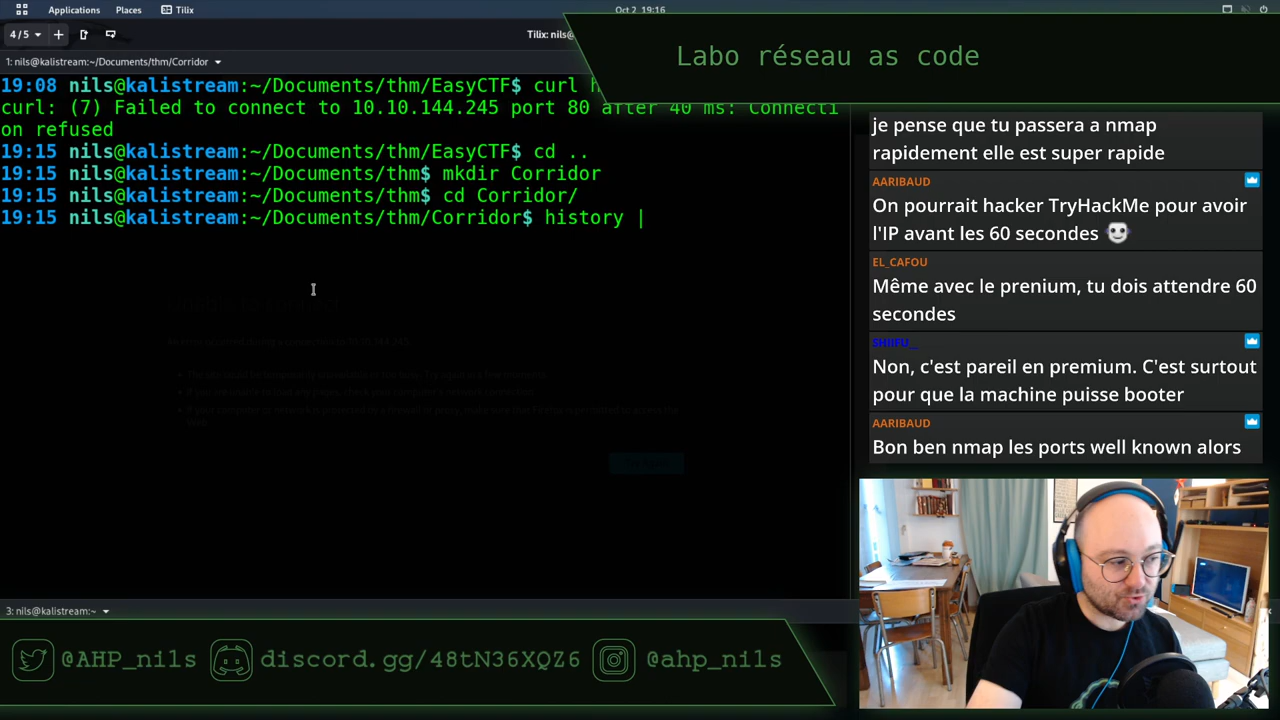 Applications Places Tilix
Oct 2 19:16
4/5
Tilix: nils@
Labo réseau as code
1: nils@kalistream:~/Documents/thm/Corridor
19:08 nils@kalistream:~/Documents/thm/EasyCTF$ curl
curl: (7) Failed to connect to 10.10.144.245 port 80 after 40 ms: Connecti
on refused
19:15 nils@kalistream:~/Documents/thm/EasyCTF$ cd ..
19:15 nils@kalistream:~/Documents/thm$ mkdir Corridor
19:15 nils@kalistream:~/Documents/thm$ cd Corridor/
19:15 nils@kalistream:~/Documents/thm/Corridor$ history |
je pense que tu passera a nmap
rapidement elle est super rapide
AARIBAUD
On pourrait hacker TryHackMe pour avoir
l'IP avant les 60 secondes
EL_CAFOU
Même avec le prenium, tu dois attendre 60
secondes
SHIIFU_
Non, c'est pareil en premium. C'est surtout
pour que la machine puisse booter
AARIBAUD
Bon ben nmap les ports well known alors
3: nils@kalistream:~
@AHP_nils discord.gg/48tN36XQZ6 @ahp_nils